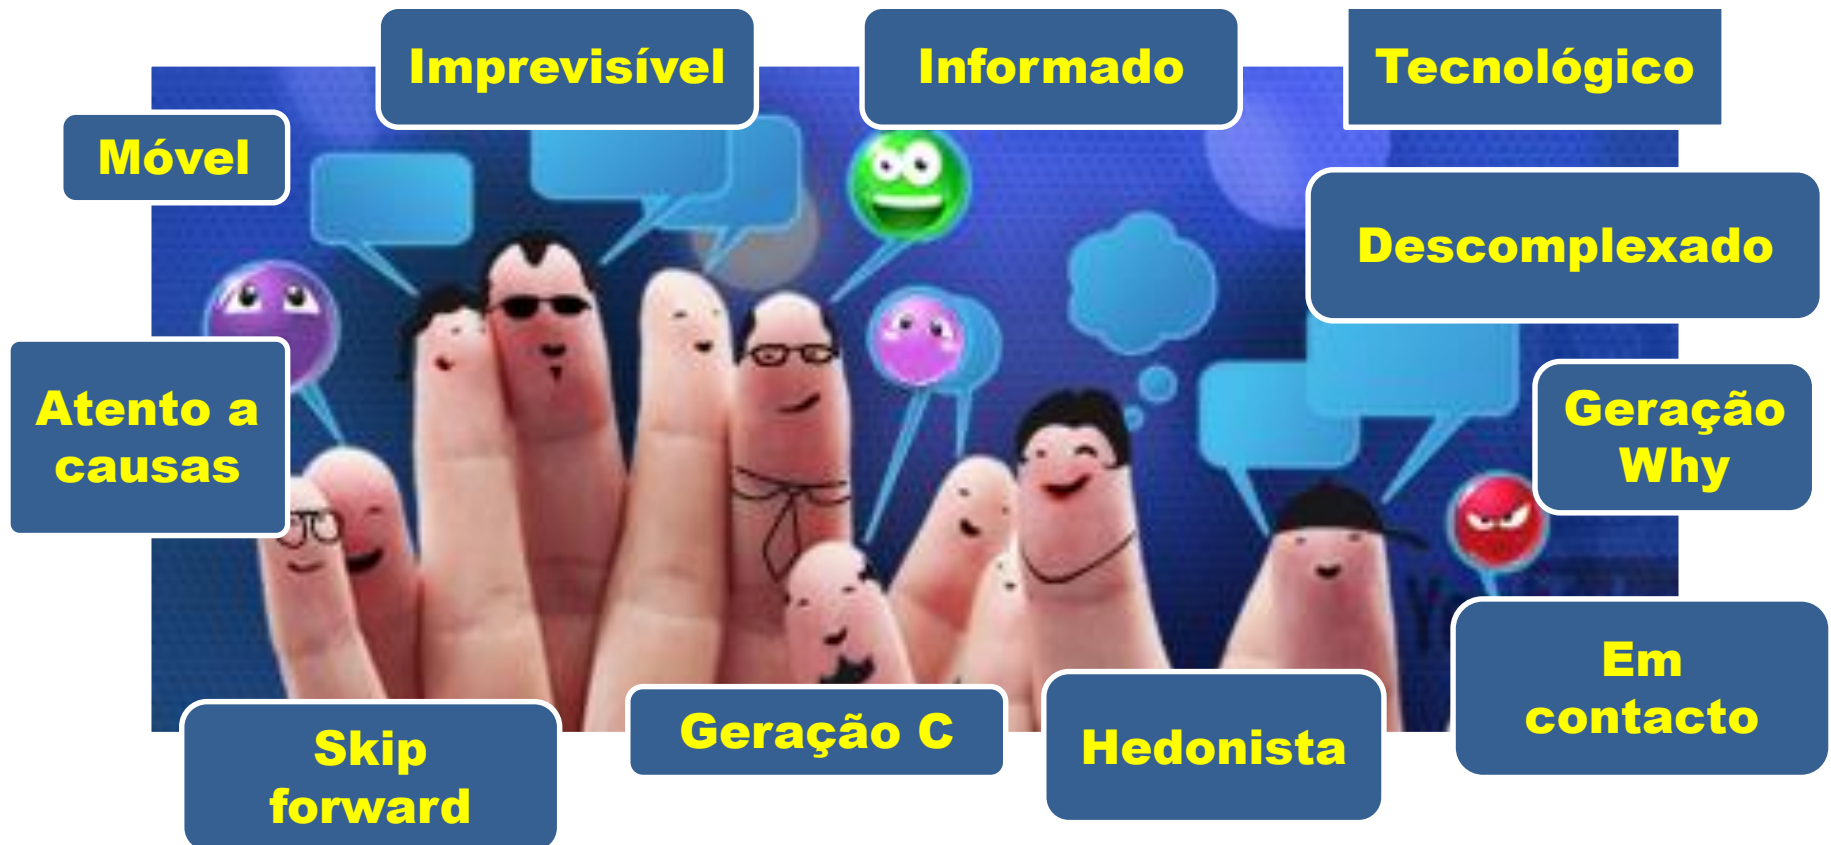 Imprevisível
Informado
Tecnológico
Móvel
Descomplexado
Atento a
causas
Geração
Why
Em
contacto
Skip
forward
Geração C
Hedonista